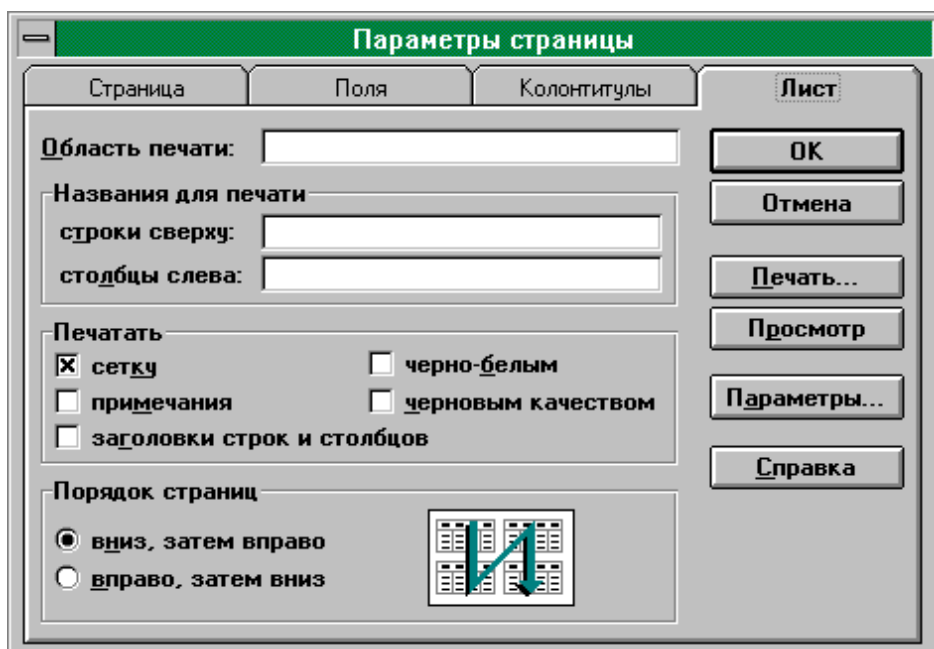 Параметры страницы
Страница Поля Колонтитулы Лист
Область печати:
Названия для печати
строки сверху:
столбцы слева:
Печатать
сетку черно-белым
примечания черновым качеством
заголовки строк и столбцов
Порядок страниц
вниз, затем вправо
вправо, затем вниз
ОК
Отмена
Печать...
Просмотр
Параметры...
Справка